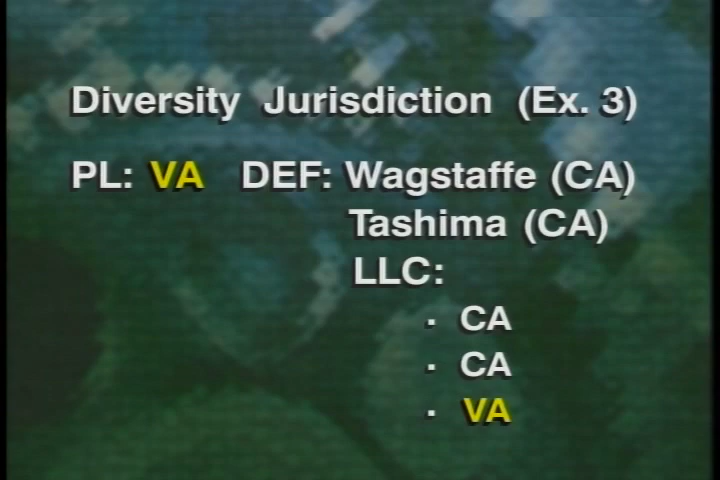 Diversity Jurisdiction (Ex. 3)
PL: VA DEF: Wagstaffe (CA)
Tashima (CA)
LLC:
· CA
· CA
· VA